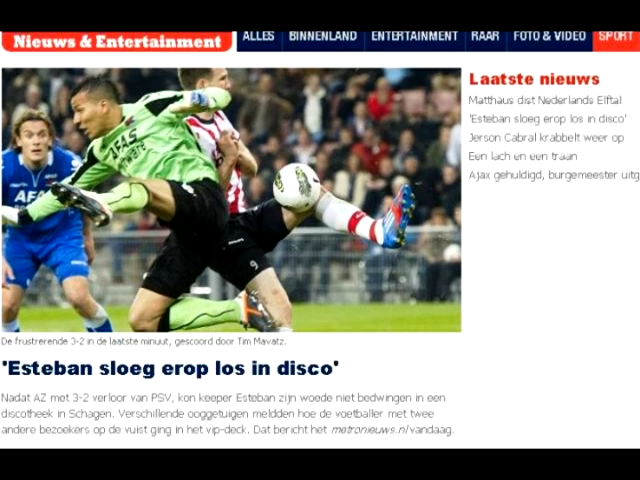 Nieuws & Entertainment
ALLES BINNENLAND ENTERTAINMENT RAAR FOTO & VIDEO SPORT
AFAS
Laatste nieuws
Matthaus dist Nederlands Elftal
'Esteban sloeg erop los in disco'
Jerson Cabral krabbelt weer op
Een lach en een traan
Ajax gehuldigd, burgemeester uitg
De frustrerende 3-2 in de laatste minuut, gescoord door Tim Mavatz.
'Esteban sloeg erop los in disco'
Nadat AZ met 3-2 verloor van PSV, kon keeper Esteban zijn woede niet bedwingen in een
discotheek in Schagen. Verschillende ooggetuigen meldden hoe de voetballer met twee
andere bezoekers op de vuist ging in het vip-deck. Dat bericht het metronieuws.nl vandaag.